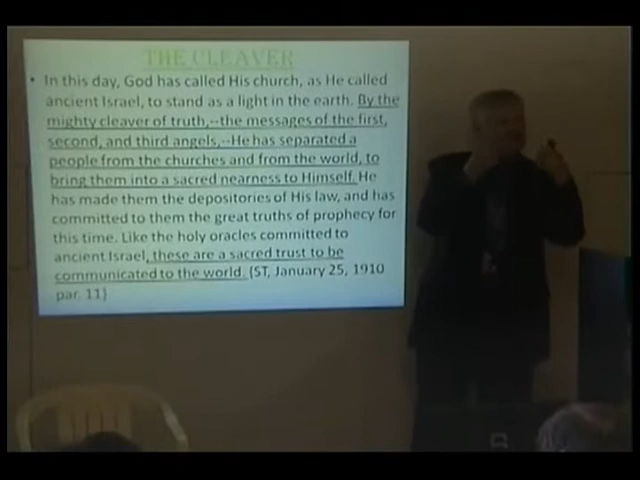 THE CLEAVER
• In this day, God has called His church, as He called
ancient Israel, to stand as a light in the earth. By the
mighty cleaver of truth,--the messages of the first,
second, and third angels,--He has separated a
people from the churches and from the world, to
bring them into a sacred nearness to Himself. He
has made them the depositories of His law, and has
committed to them the great truths of prophecy for
this time. Like the holy oracles committed to
ancient Israel, these are a sacred trust to be
communicated to the world. {ST, January 25, 1910
par. 11}